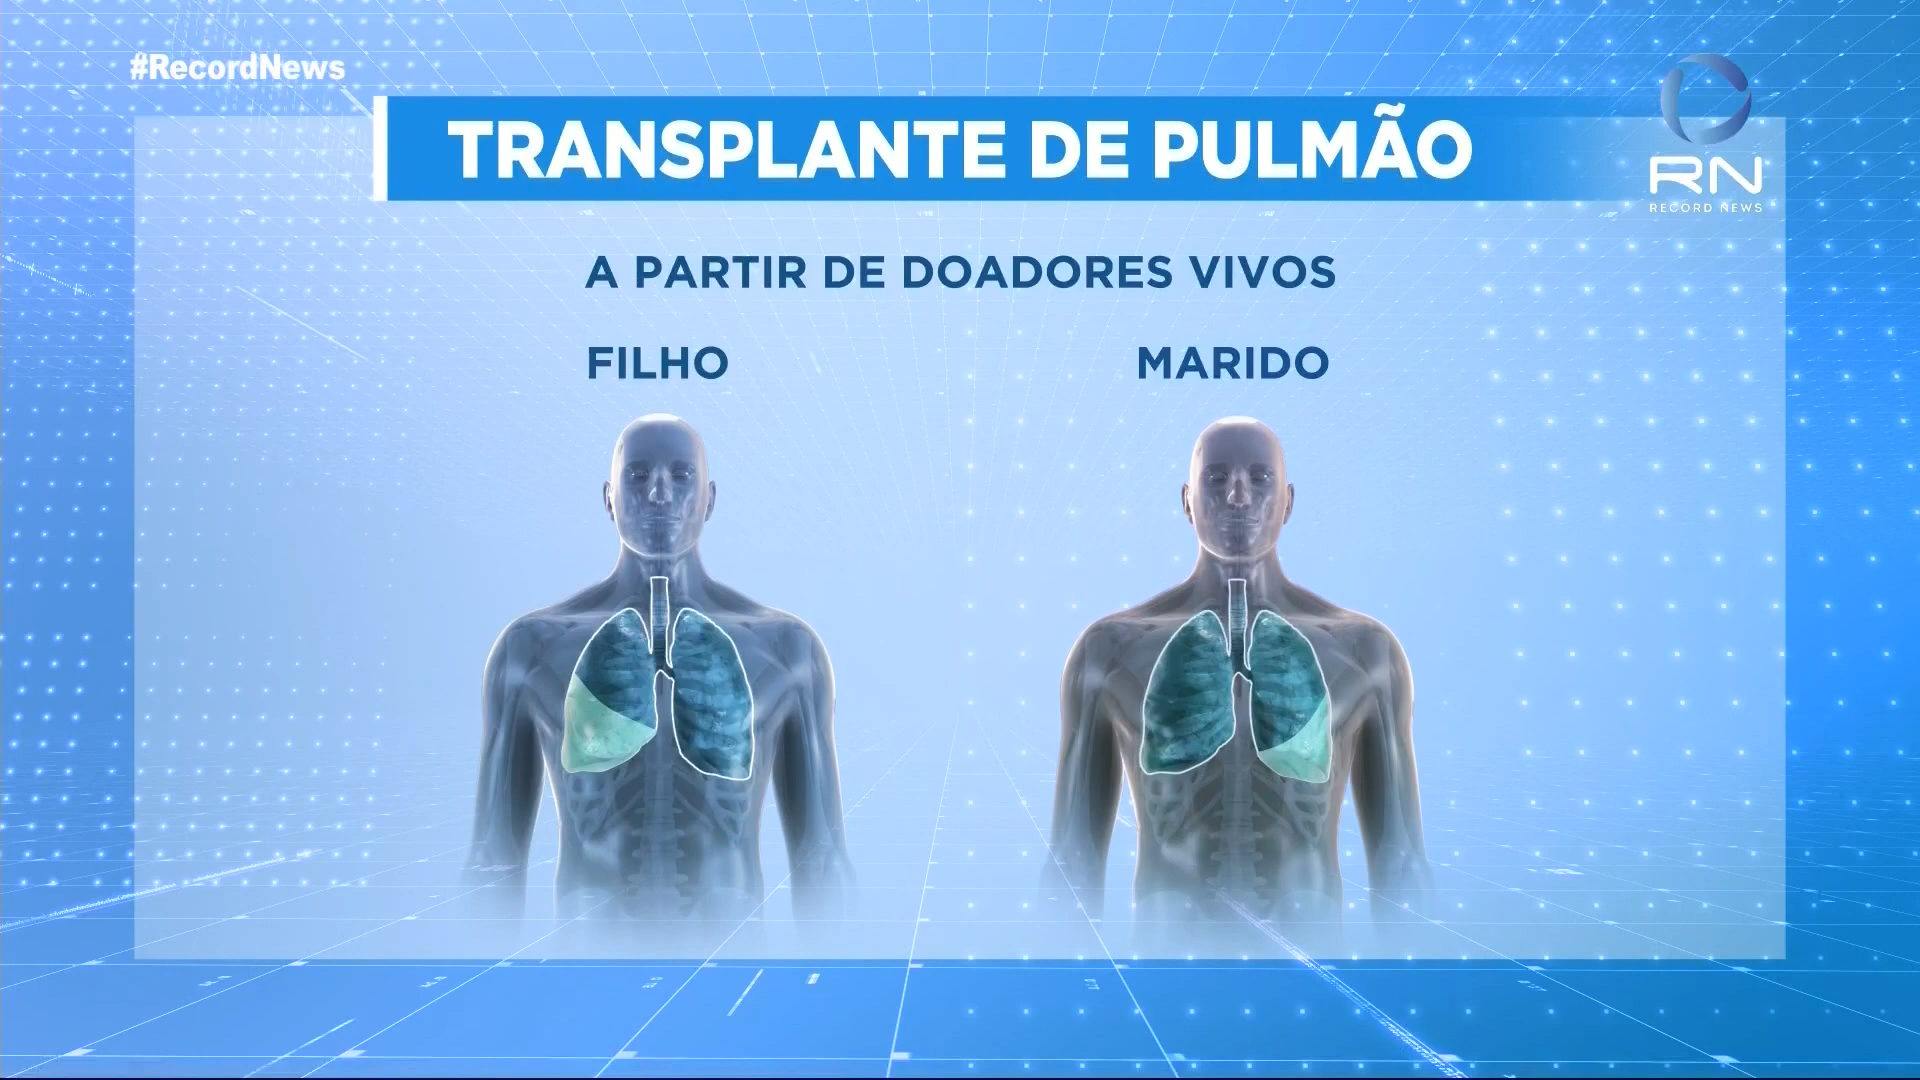 #RecordNews
TRANSPLANTE DE PULMÃO
RN
RECORD NEWS
A PARTIR DE DOADORES VIVOS
FILHO
MARIDO